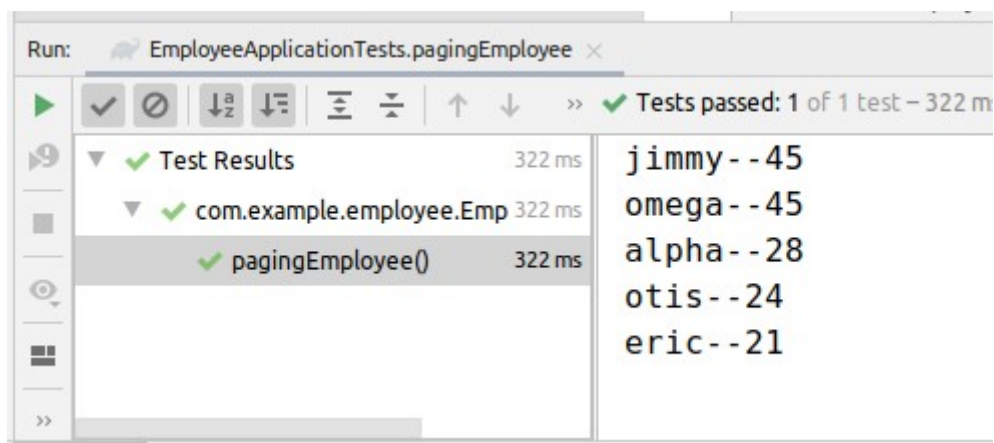 Run: EmployeeApplicationTests.pagingEmployee
Tests passed: 1 of 1 test – 322 m
Test Results 322 ms
com.example.employee.Emp 322 ms
pagingEmployee() 322 ms
jimmy--45
omega--45
alpha--28
otis--24
eric--21